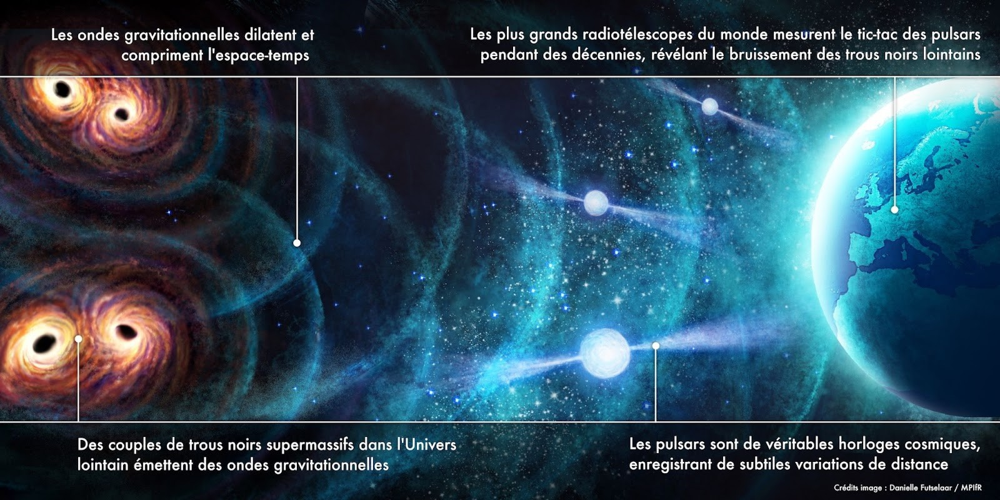 Les ondes gravitationnelles dilatent et
compriment l'espace-temps
Les plus grands radiotélescopes du monde mesurent le tic-tac des pulsars
pendant des décennies, révélant le bruissement des trous noirs lointains
Des couples de trous noirs supermassifs dans l'Univers
lointain émettent des ondes gravitationnelles
Les pulsars sont de véritables horloges cosmiques,
enregistrant de subtiles variations de distance
Crédits image : Danielle Futselaar / MPIfR